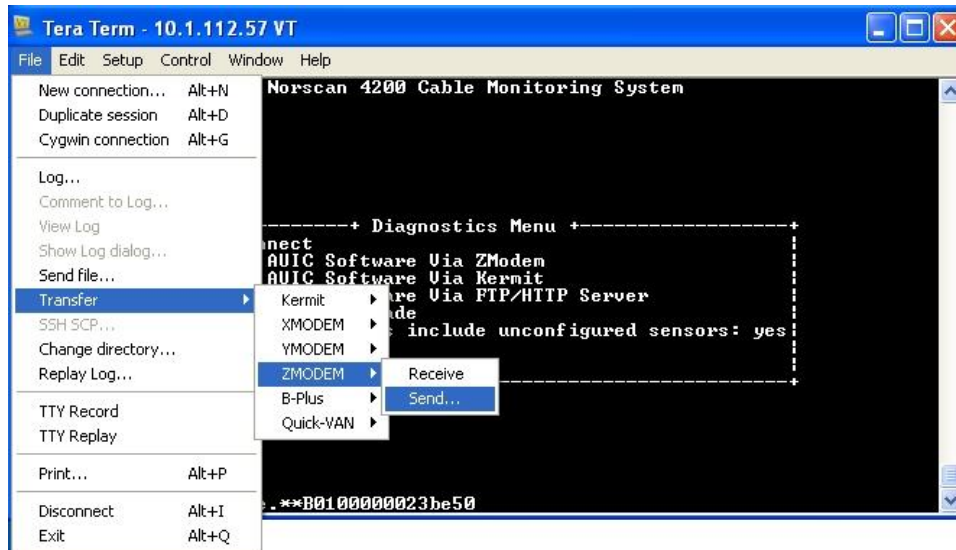 Tera Term - 10.1.112.57 VT
File Edit Setup Control Window Help
New connection... Alt+N
Duplicate session Alt+D
Cygwin connection Alt+G
Log...
Comment to Log...
View Log
Show Log dialog...
Send file...
Transfer
SSH SCP...
Change directory...
Replay Log...
TTY Record
TTY Replay
Print... Alt+P
Disconnect Alt+I
Exit Alt+Q
Kermit
XMODEM
YMODEM
ZMODEM
B-Plus
Quick-VAN
Receive
Send...
Norscan 4200 Cable Monitoring System
-------+ Diagnostics Menu +-----------------+
nnect
AUIC Software Via ZModem
AUIC Software Via Kermit
re Via FTP/HTTP Server
de
include unconfigured sensors: yes
.**B0100000023be50